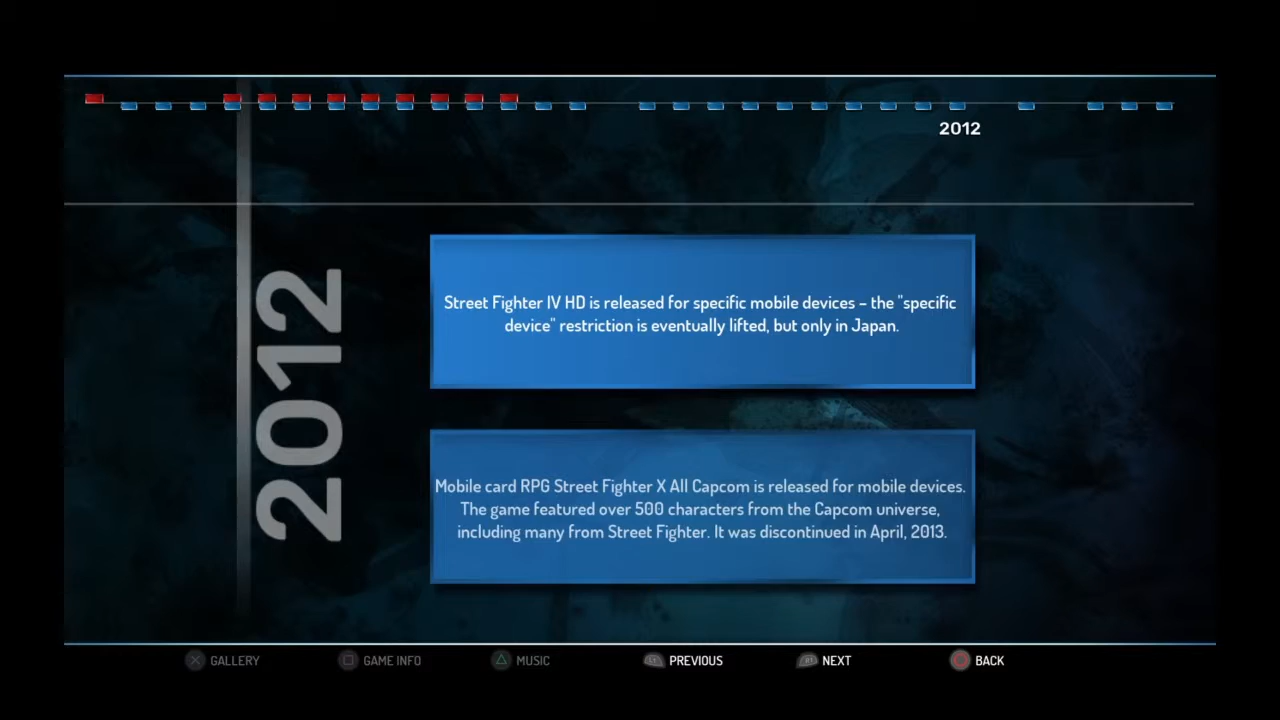 2012
2012
Street Fighter IV HD is released for specific mobile devices – the "specific
device" restriction is eventually lifted, but only in Japan.
Mobile card RPG Street Fighter X All Capcom is released for mobile devices.
The game featured over 500 characters from the Capcom universe,
including many from Street Fighter. It was discontinued in April, 2013.
GALLERY GAME INFO MUSIC L1 PREVIOUS R1 NEXT BACK